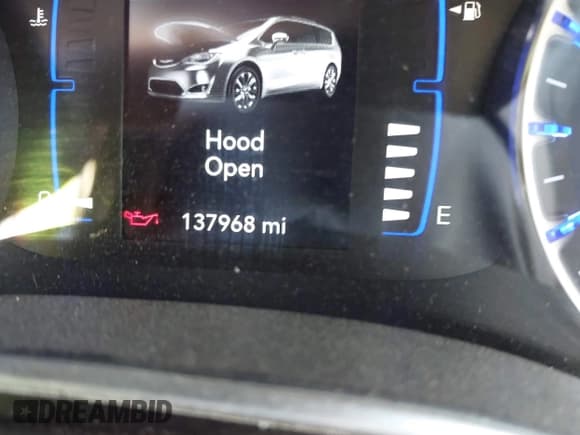 Hood
Open
137968 mi
E
DREAMBID